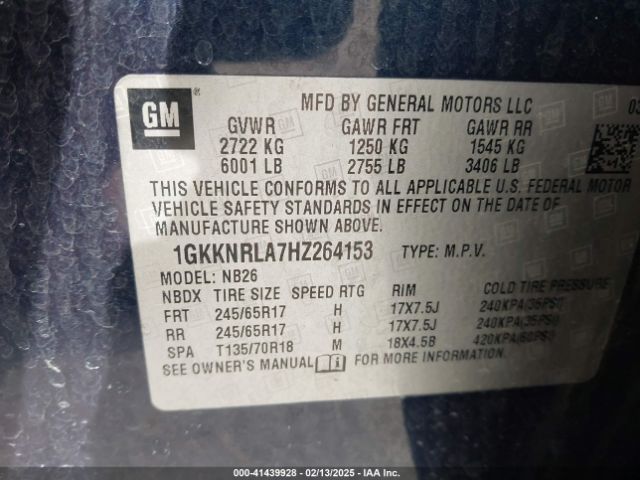 GM
MFD BY GENERAL MOTORS LLC 03
GVWR GAWR FRT GAWR RR
2722 KG 1250 KG 1545 KG
6001 LB 2755 LB 3406 LB
THIS VEHICLE CONFORMS TO ALL APPLICABLE U.S. FEDERAL MOTOR
VEHICLE SAFETY STANDARDS IN EFFECT ON THE DATE OF
MANUFACTURE SHOWN ABOVE.
1GKKNRLA7HZ264153 TYPE: M.P.V.
MODEL: NB26
NBDX TIRE SIZE SPEED RTG RIM COLD TIRE PRESSURE
FRT 245/65R17 H 17X7.5J 240KPA(35PSI)
RR 245/65R17 H 17X7.5J 240KPA(35PSI)
SPA T135/70R18 M 18X4.5B 420KPA(60PSI)
SEE OWNER'S MANUAL FOR MORE INFORMATION.
000-41439928 - 02/13/2025 - IAA Inc.